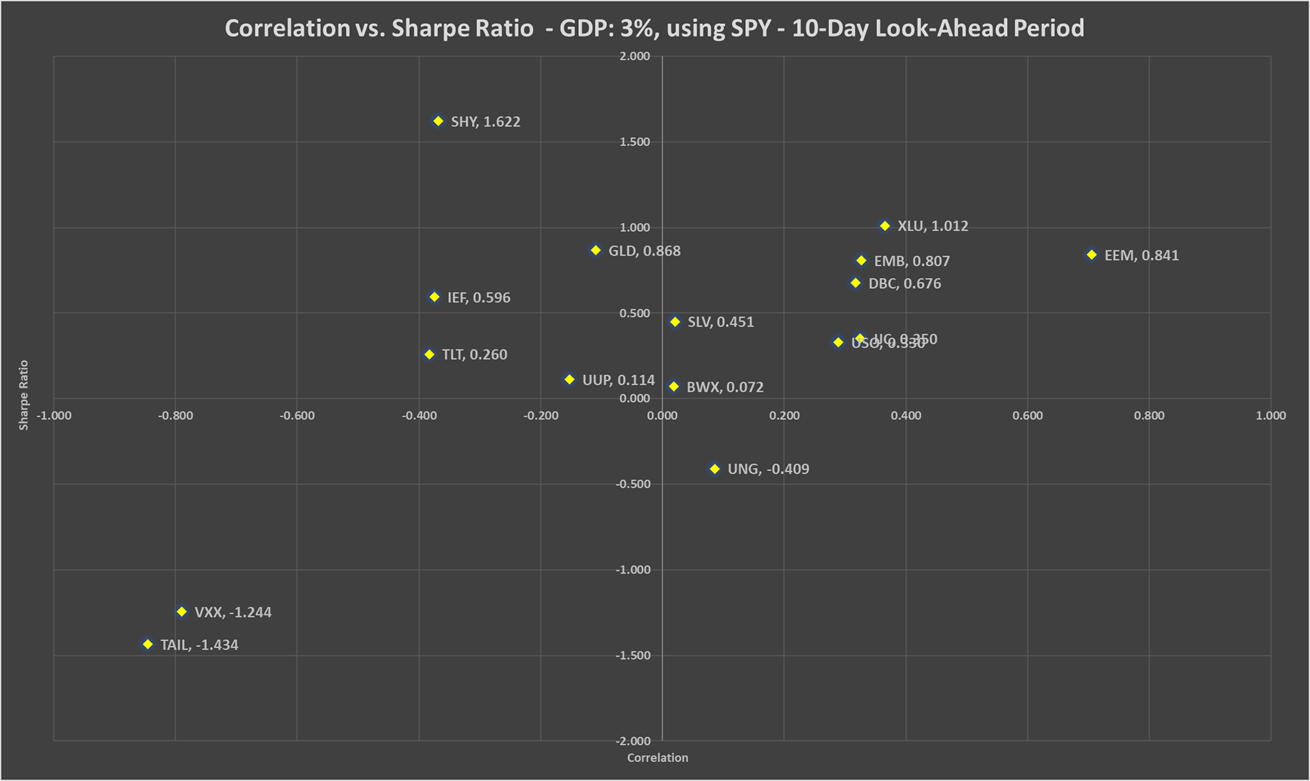 Correlation vs. Sharpe Ratio - GDP: 3%, using SPY - 10-Day Look-Ahead Period
2.000
SHY, 1.622
1.500
1.000
XLU, 1.012
GLD, 0.868
EEM, 0.841
EMB, 0.807
DBC, 0.676
IEF, 0.596
0.500
SLV, 0.451
0.350
USO, 0.330
TLT, 0.260
UUP, 0.114
BWX, 0.072
0.000
Sharpe Ratio
-1.000 -0.800 -0.600 -0.400 -0.200 0.000 0.200 0.400 0.600 0.800 1.000
UNG, -0.409
-0.500
-1.000
VXX, -1.244
TAIL, -1.434
-1.500
-2.000
Correlation